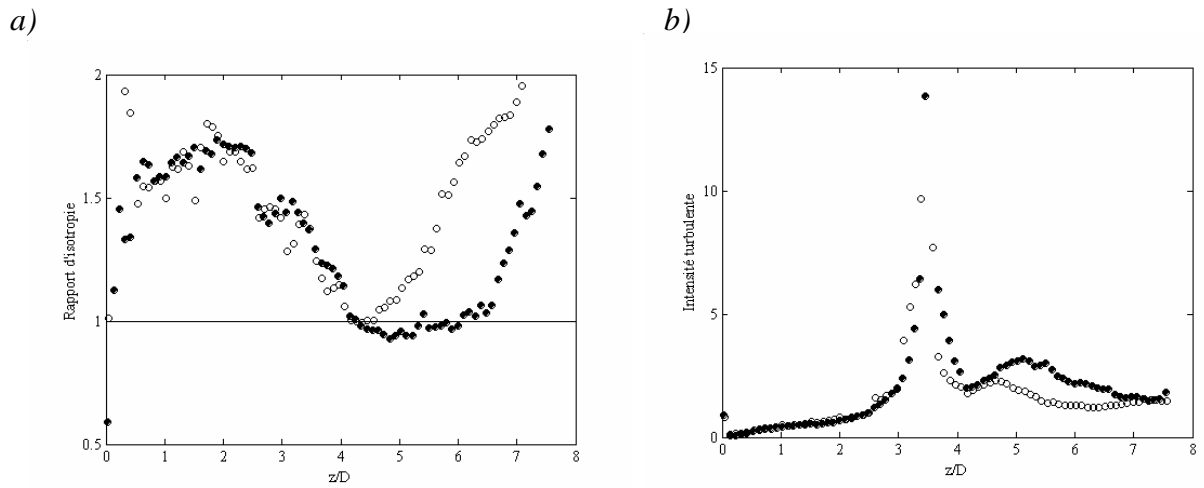 a)
b)
2
1.5
1
0.5
Rapport d'isotropie
0 1 2 3 4 5 6 7 8
z/D
15
10
5
0
Intensité turbulente
0 1 2 3 4 5 6 7 8
z/D